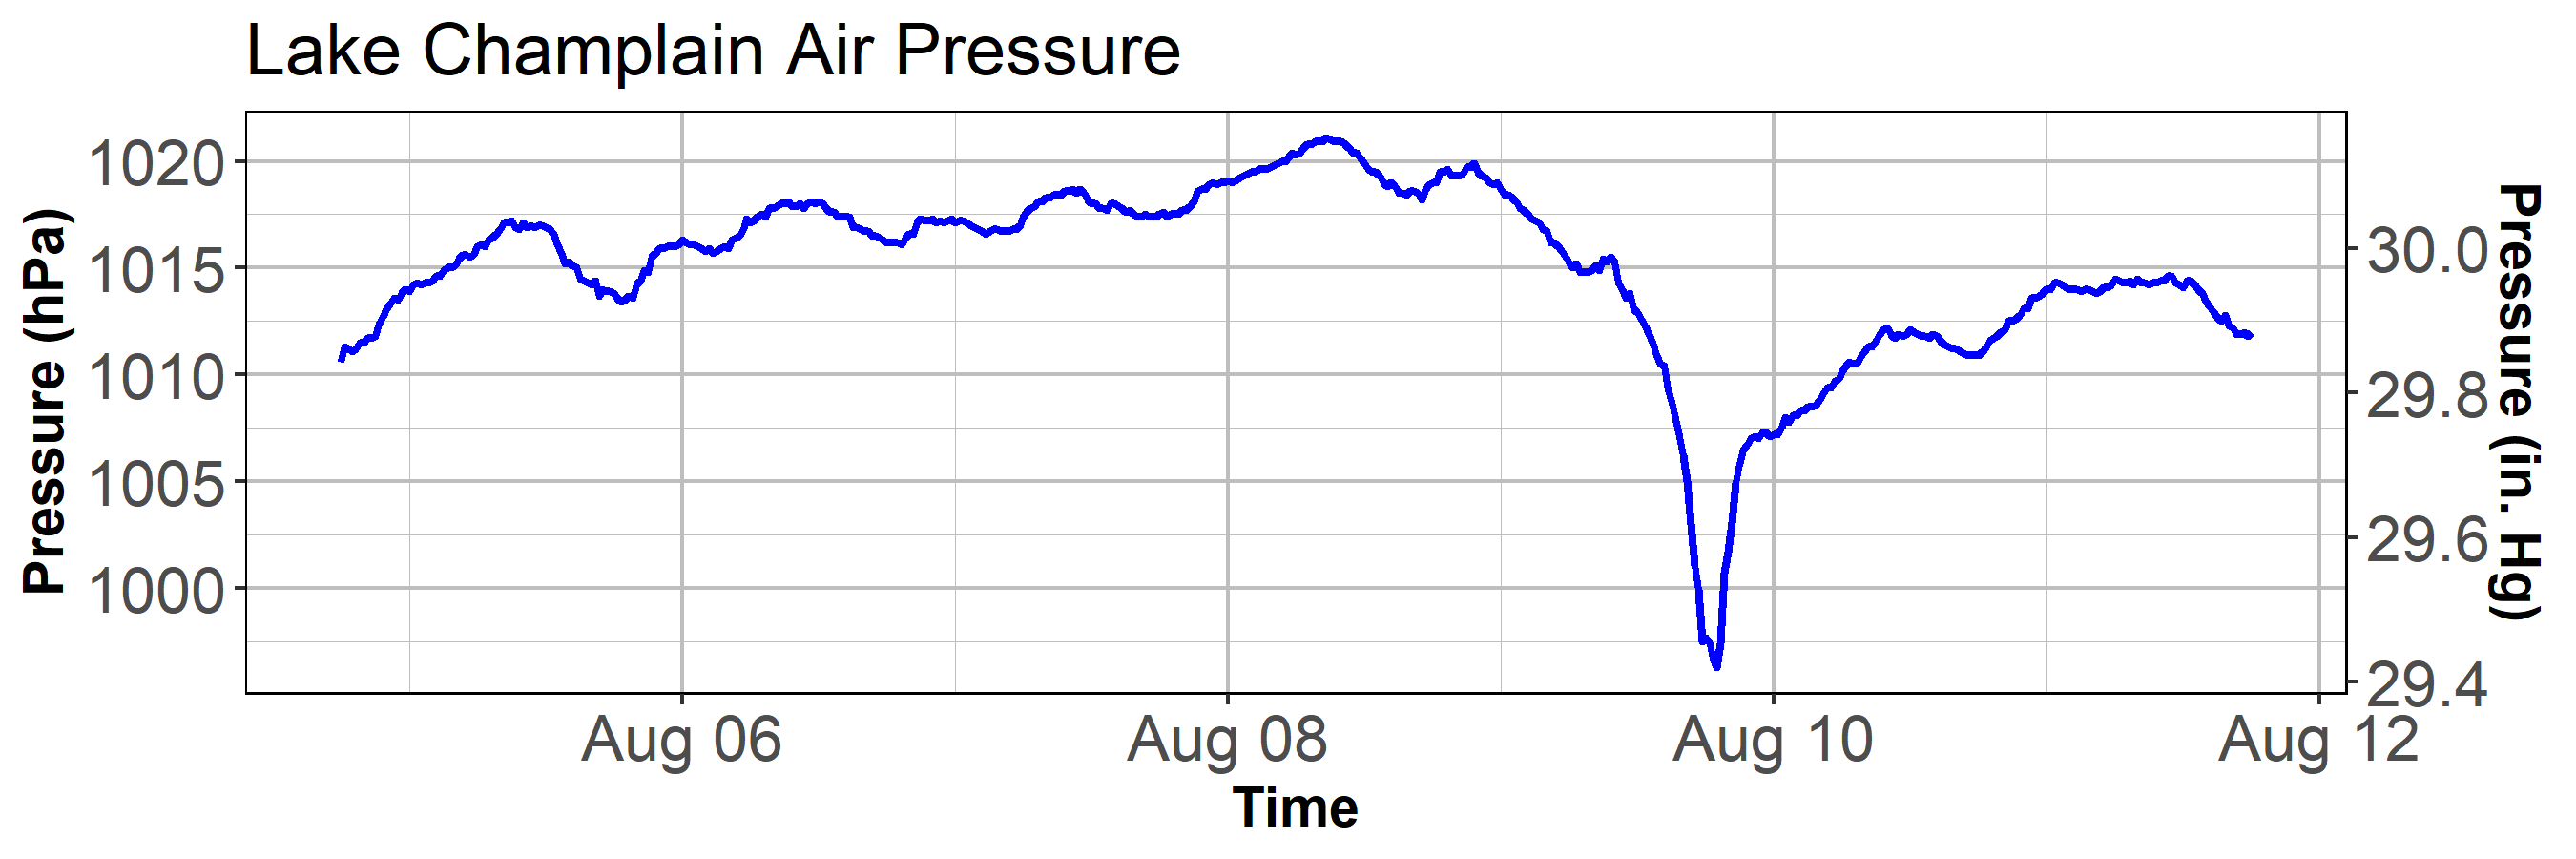 Lake Champlain Air Pressure
Pressure (hPa)
1020
1015
1010
1005
1000
30.0
29.8
29.6
29.4
Pressure (in. Hg)
Aug 06
Aug 08
Aug 10
Aug 12
Time